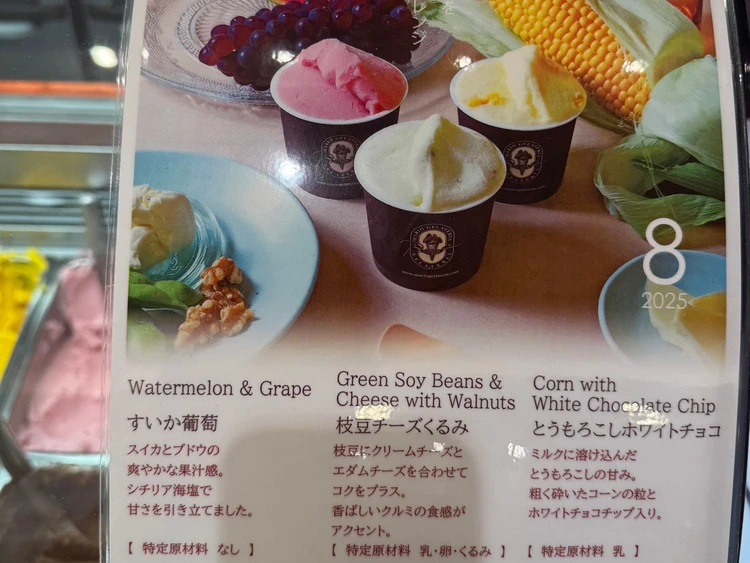 8
2025
Watermelon & Grape
すいか葡萄
スイカとブドウの
爽やかな果汁感。
シチリア海塩で
甘さを引き立てました。
【 特定原材料 なし 】
Green Soy Beans &
Cheese with Walnuts
枝豆チーズくるみ
枝豆にクリームチーズと
エダムチーズを合わせて
コクをプラス。
香ばしいクルミの食感が
アクセント。
【 特定原材料 乳・卵・くるみ 】
Corn with
White Chocolate Chip
とうもろこしホワイトチョコ
ミルクに溶け込んだ
とうもろこしの甘み。
粗く砕いたコーンの粒と
ホワイトチョコチップ入り。
【 特定原材料 乳 】